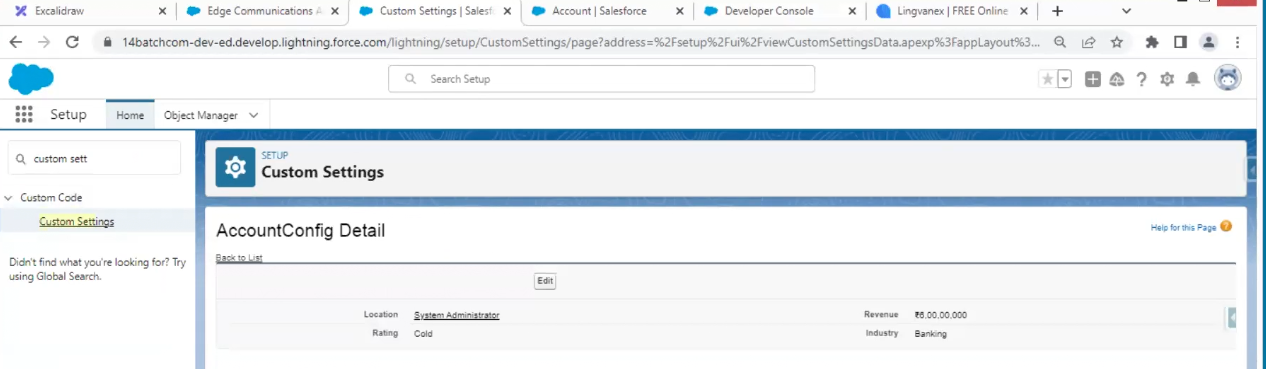 Excalidraw
Edge Communications A
Custom Settings | Salesf
Account | Salesforce
Developer Console
Lingvanex | FREE Online
14batchcom-dev-ed.develop.lightning.force.com/lightning/setup/CustomSettings/page?address=%2Fsetup%2Fui%2FviewCustomSettingsData.apexp%3FappLayout%3...
Search Setup
Setup
Home
Object Manager
custom sett
Custom Code
Custom Settings
Didn't find what you're looking for? Try
using Global Search.
SETUP
Custom Settings
AccountConfig Detail
Help for this Page
Back to List
Edit
Location System Administrator Revenue ₹6,00,00,000
Rating Cold Industry Banking